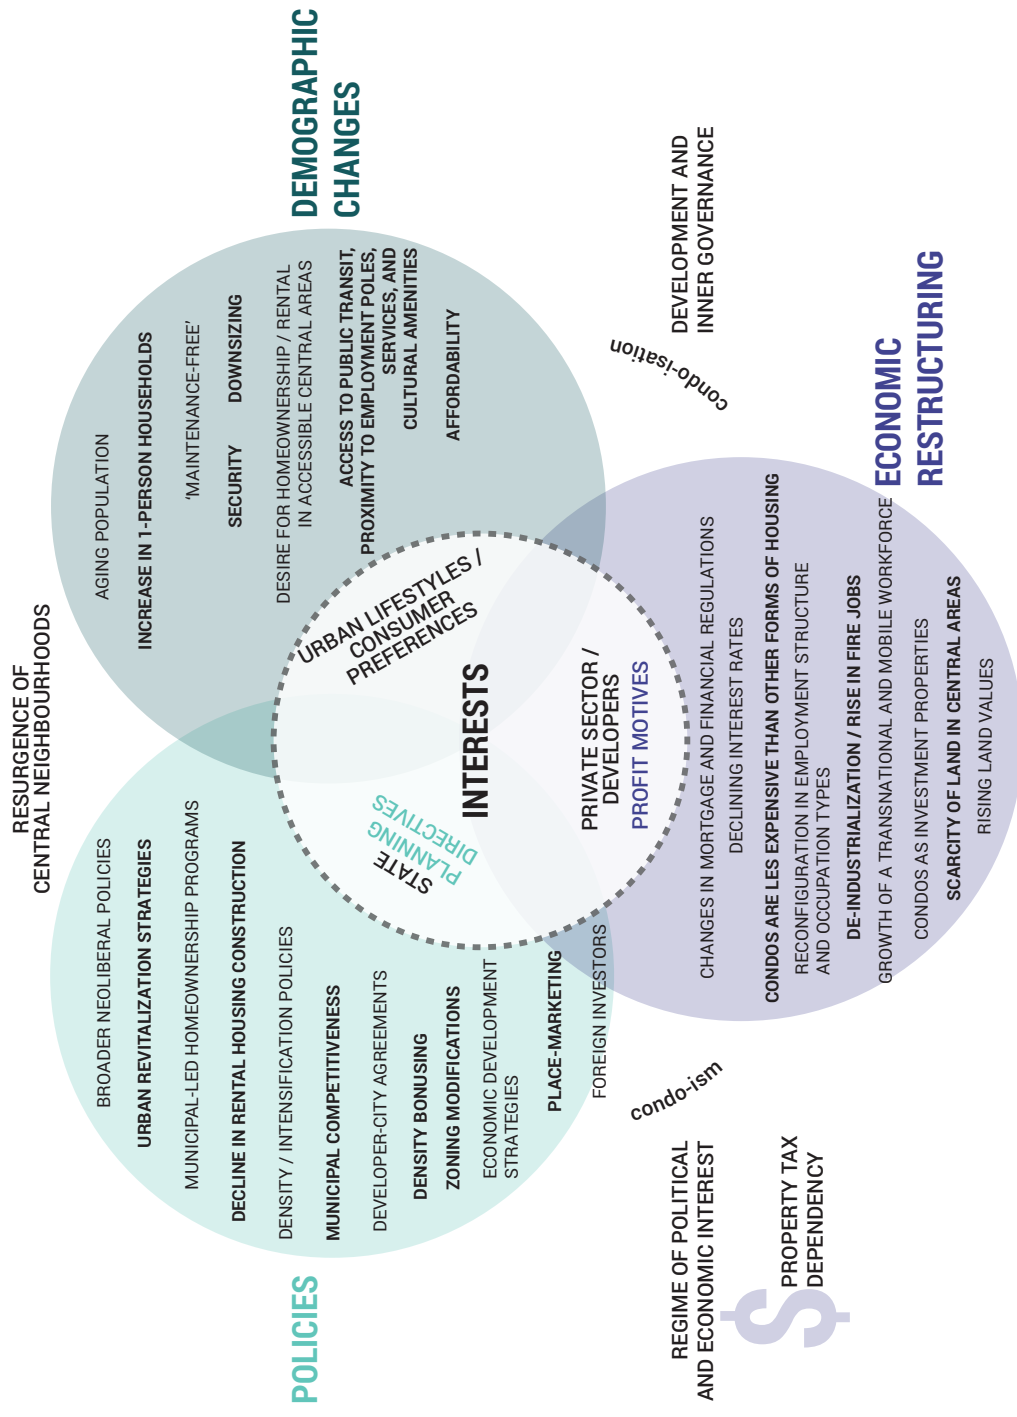 RESURGENCE OF
CENTRAL NEIGHBOURHOODS
POLICIES
BROADER NEOLIBERAL POLICIES
URBAN REVITALIZATION STRATEGIES
MUNICIPAL-LED HOMEOWNERSHIP PROGRAMS
DECLINE IN RENTAL HOUSING CONSTRUCTION
DENSITY / INTENSIFICATION POLICIES
MUNICIPAL COMPETITIVENESS
DEVELOPER-CITY AGREEMENTS
DENSITY BONUSING
ZONING MODIFICATIONS
ECONOMIC DEVELOPMENT
STRATEGIES
PLACE-MARKETING
FOREIGN INVESTORS
DEMOGRAPHIC
CHANGES
AGING POPULATION
INCREASE IN 1-PERSON HOUSEHOLDS
'MAINTENANCE-FREE'
SECURITY DOWNSIZING
DESIRE FOR HOMEOWNERSHIP / RENTAL
IN ACCESSIBLE CENTRAL AREAS
ACCESS TO PUBLIC TRANSIT,
PROXIMITY TO EMPLOYMENT POLES,
SERVICES, AND
CULTURAL AMENITIES
AFFORDABILITY
STATE
PLANNING
DIRECTIVES
URBAN LIFESTYLES /
CONSUMER
PREFERENCES
INTERESTS
PRIVATE SECTOR /
DEVELOPERS
PROFIT MOTIVES
condo-ism
condo-isation
REGIME OF POLITICAL
AND ECONOMIC INTEREST
$
PROPERTY TAX
DEPENDENCY
DEVELOPMENT AND
INNER GOVERNANCE
ECONOMIC
RESTRUCTURING
CHANGES IN MORTGAGE AND FINANCIAL REGULATIONS
DECLINING INTEREST RATES
CONDOS ARE LESS EXPENSIVE THAN OTHER FORMS OF HOUSING
RECONFIGURATION IN EMPLOYMENT STRUCTURE
AND OCCUPATION TYPES
DE-INDUSTRIALIZATION / RISE IN FIRE JOBS
GROWTH OF A TRANSNATIONAL AND MOBILE WORKFORCE
CONDOS AS INVESTMENT PROPERTIES
SCARCITY OF LAND IN CENTRAL AREAS
RISING LAND VALUES